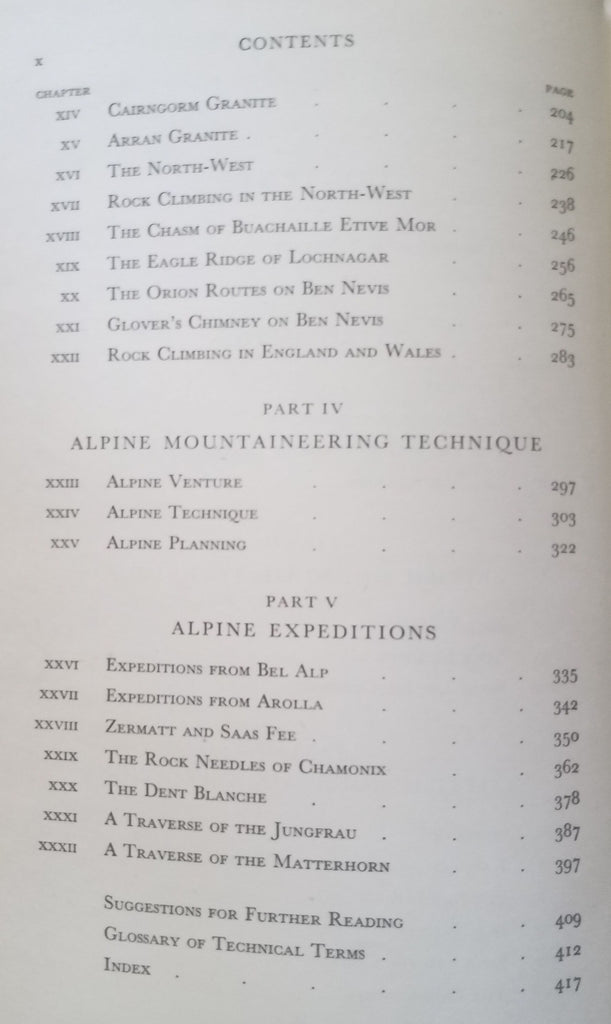 CONTENTS
x
CHAPTER PAGE
XIV CAIRNGORM GRANITE . . . . 204
XV ARRAN GRANITE . . . . . 217
XVI THE NORTH-WEST . . . . 226
XVII ROCK CLIMBING IN THE NORTH-WEST . . 238
XVIII THE CHASM OF BUACHAILLE ETIVE MOR . . 246
XIX THE EAGLE RIDGE OF LOCHNAGAR . . 256
XX THE ORION ROUTES ON BEN NEVIS . . 265
XXI GLOVER'S CHIMNEY ON BEN NEVIS . . 275
XXII ROCK CLIMBING IN ENGLAND AND WALES . . 283
PART IV
ALPINE MOUNTAINEERING TECHNIQUE
XXIII ALPINE VENTURE . . . . 297
XXIV ALPINE TECHNIQUE . . . . 303
XXV ALPINE PLANNING . . . . 322
PART V
ALPINE EXPEDITIONS
XXVI EXPEDITIONS FROM BEL ALP . . . 335
XXVII EXPEDITIONS FROM AROLLA . . . 342
XXVIII ZERMATT AND SAAS FEE . . . . 350
XXIX THE ROCK NEEDLES OF CHAMONIX . . 362
XXX THE DENT BLANCHE . . . . 378
XXXI A TRAVERSE OF THE JUNGFRAU . . . 387
XXXII A TRAVERSE OF THE MATTERHORN . . 397
SUGGESTIONS FOR FURTHER READING . . 409
GLOSSARY OF TECHNICAL TERMS . . . 412
INDEX . . . . . . 417